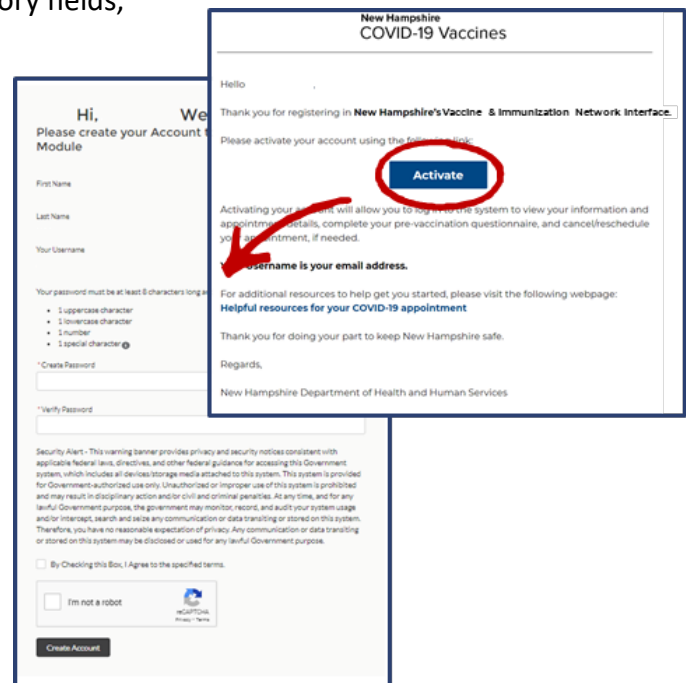 ory fields,
New Hampshire
COVID-19 Vaccines
Hello ,
Thank you for registering in New Hampshire's Vaccine & Immunization Network Interface.
Please activate your account using the following link:
Activate
Activating your account will allow you to log in to the system to view your information and
appointment details, complete your pre-vaccination questionnaire, and cancel/reschedule
your appointment, if needed.
username is your email address.
For additional resources to help get you started, please visit the following webpage:
Helpful resources for your COVID-19 appointment
Thank you for doing your part to keep New Hampshire safe.
Regards,
New Hampshire Department of Health and Human Services
Hi, We
Please create your Account t
Module
First Name
Last Name
Your Username
Your password must be at least 8 characters long an
• 1 uppercase character
• 1 lowercase character
• 1 number
• 1 special character
*Create Password
*Verify Password
Security Alert - This warning banner provides privacy and security notices consistent with
applicable federal laws, directives, and other federal guidance for accessing this Government
system, which includes all devices/storage media attached to this system. This system is provided
for Government-authorized use only. Unauthorized or improper use of this system is prohibited
and may result in disciplinary action and/or civil and criminal penalties. At any time, and for any
lawful Government purpose, the government may monitor, record, and audit your system usage
and/or intercept, search and seize any communication or data transiting or stored on this system.
Therefore, you have no reasonable expectation of privacy. Any communication or data transiting
or stored on this system may be disclosed or used for any lawful Government purpose.
By Checking this Box, I Agree to the specified terms.
I'm not a robot
reCAPTCHA
Privacy - Terms
Create Account